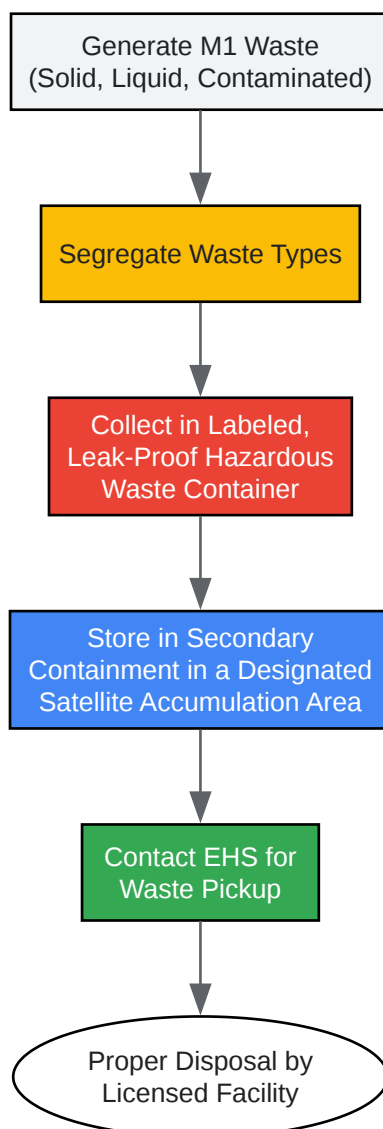 Generate M1 Waste
(Solid, Liquid, Contaminated)
Segregate Waste Types
Collect in Labeled,
Leak-Proof Hazardous
Waste Container
Store in Secondary
Containment in a Designated
Satellite Accumulation Area
Contact EHS for
Waste Pickup
Proper Disposal by
Licensed Facility